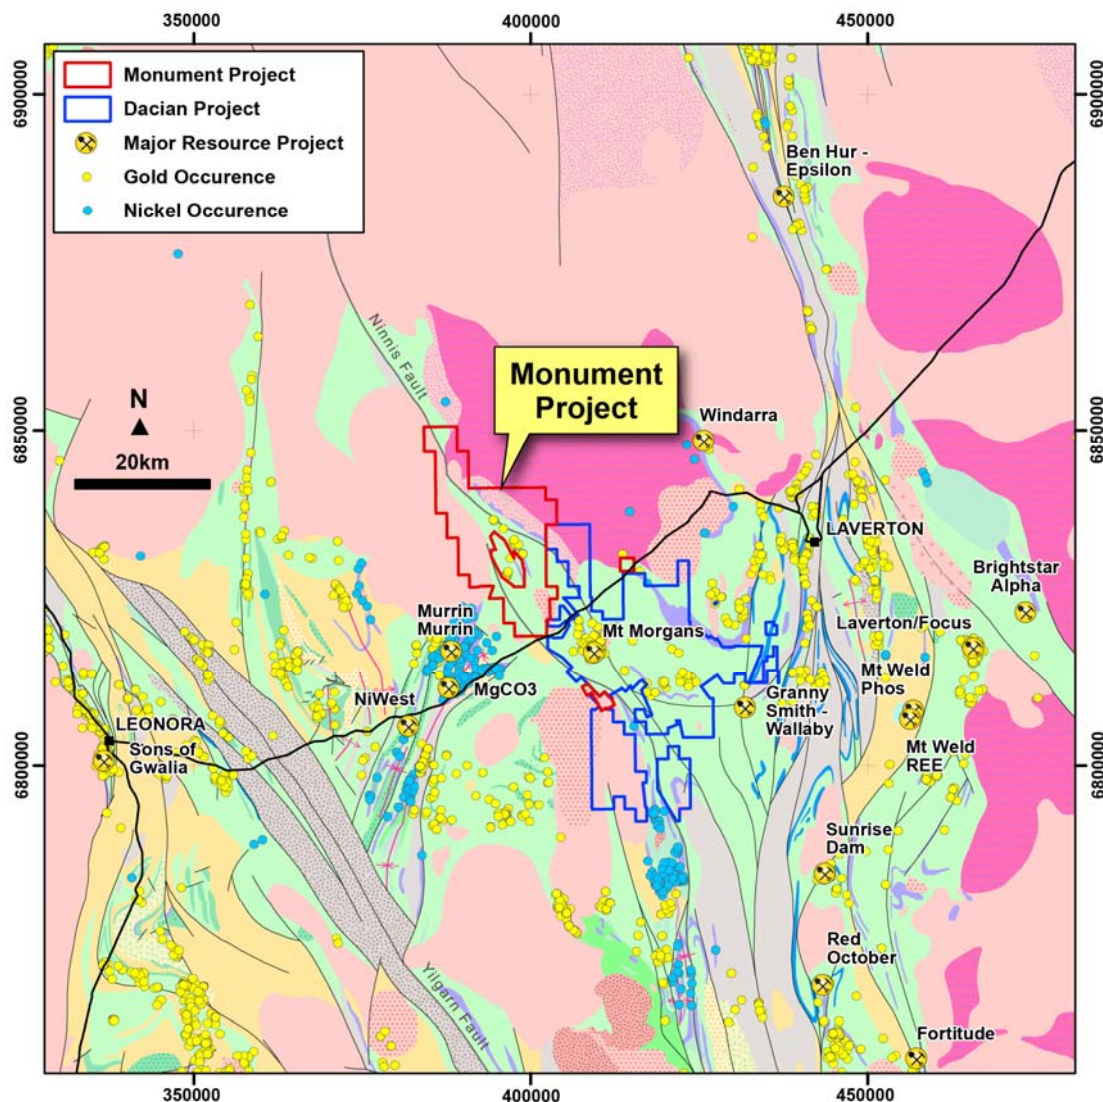 350000
400000
450000
6900000
6900000
Monument Project
Dacian Project
Major Resource Project
Gold Occurence
Nickel Occurence
Ben Hur -
Epsilon
Ninnis Fault
Monument
Project
N
20km
Windarra
6850000
6850000
LAVERTON
Brightstar
Alpha
Murrin
Murrin
Mt Morgans
Laverton/Focus
Mt Weld
Phos
NiWest
MgCO3
Granny
Smith -
Wallaby
LEONORA
Sons of
Gwalia
Mt Weld
REE
6800000
6800000
Sunrise
Dam
Red
October
Yilgarn Fault
Fortitude
350000
400000
450000